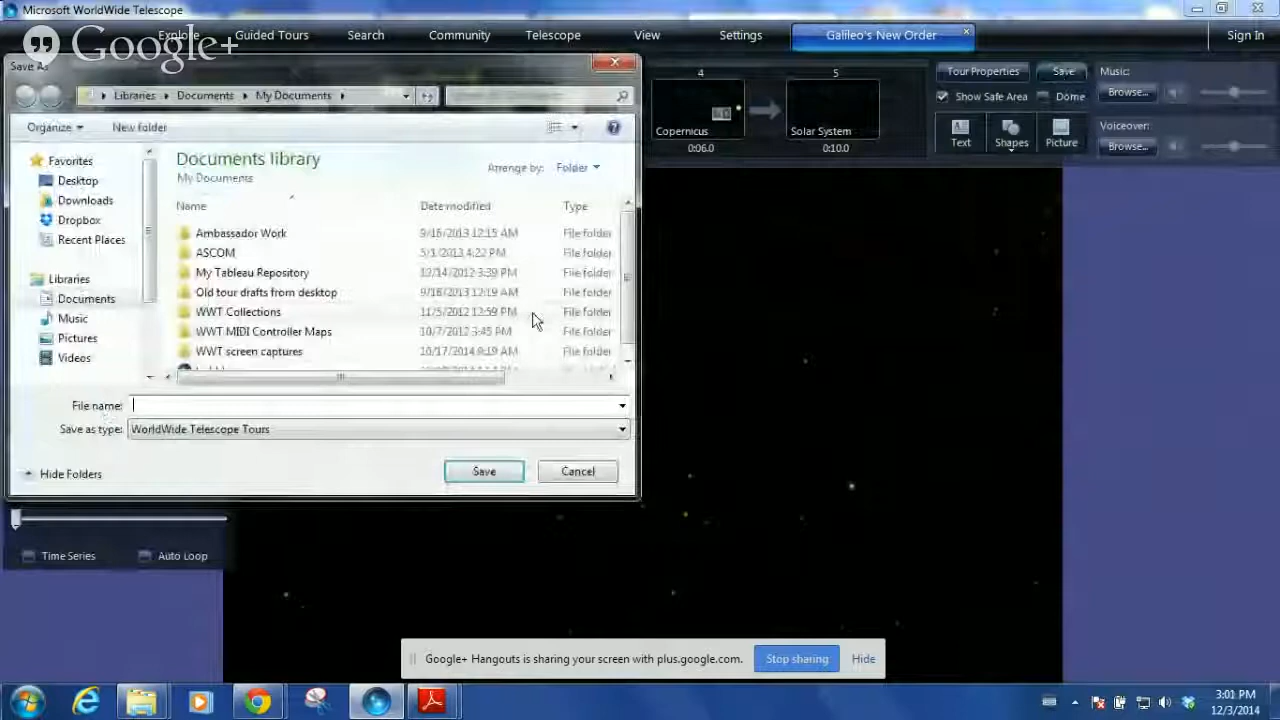 Microsoft WorldWide Telescope
Google+
Explore Guided Tours Search Community Telescope View Settings Galileo's New Order Sign In
Save As
Libraries Documents My Documents
Organize New folder
Documents library
My Documents
Arrange by: Folder
Name Date modified Type
Favorites
Desktop
Downloads
Dropbox
Recent Places
Libraries
Documents
Music
Pictures
Videos
Ambassador Work 9/16/2013 12:15 AM File folder
ASCOM 5/1/2013 4:22 PM File folder
My Tableau Repository 12/14/2012 3:39 PM File folder
Old tour drafts from desktop 9/16/2013 12:19 AM File folder
WWT Collections 11/5/2012 12:59 PM File folder
WWT MIDI Controller Maps 10/7/2012 3:45 PM File folder
WWT screen captures 10/17/2014 9:19 AM File folder
File name:
Save as type: WorldWide Telescope Tours
Hide Folders Save Cancel
4 5
Copernicus Solar System
0:06.0 0:10.0
Tour Properties Save
Show Safe Area Dome
Text Shapes Picture
Music:
Browse...
Voiceover:
Browse...
Time Series Auto Loop
Google+ Hangouts is sharing your screen with plus.google.com. Stop sharing Hide
3:01 PM
12/3/2014